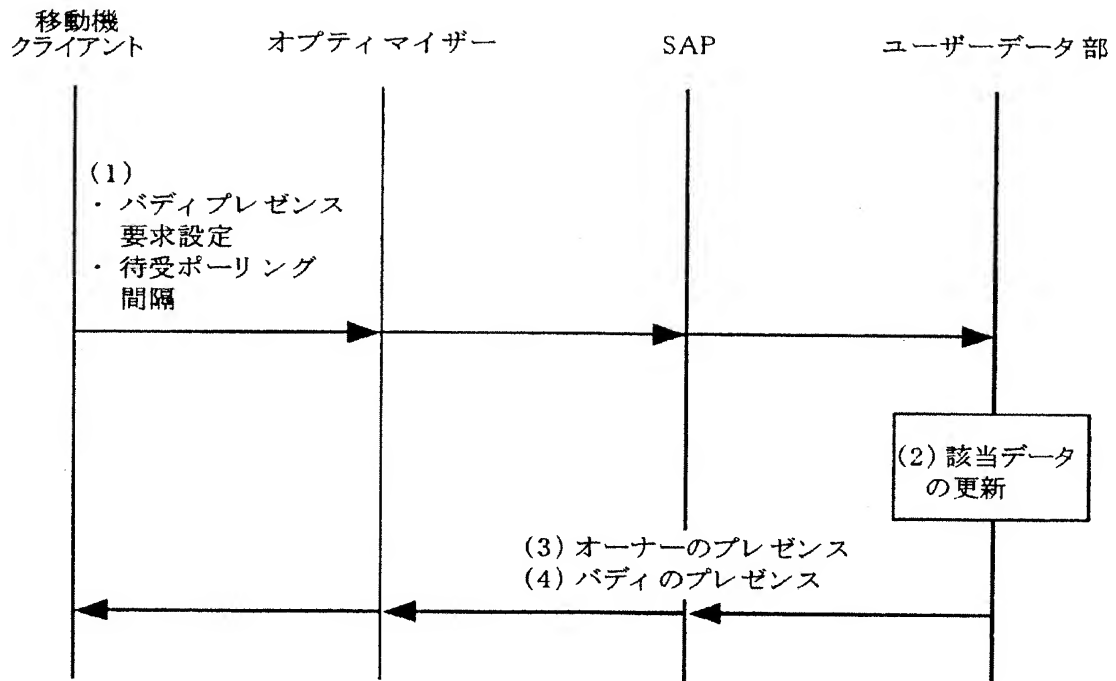 移動機
クライアント
オプティマイザー
SAP
ユーザーデータ部
(1)
・バディプレゼンス
要求設定
・待受ポーリング
間隔
(2)該当データ
の更新
(3)オーナーのプレゼンス
(4)バディのプレゼンス